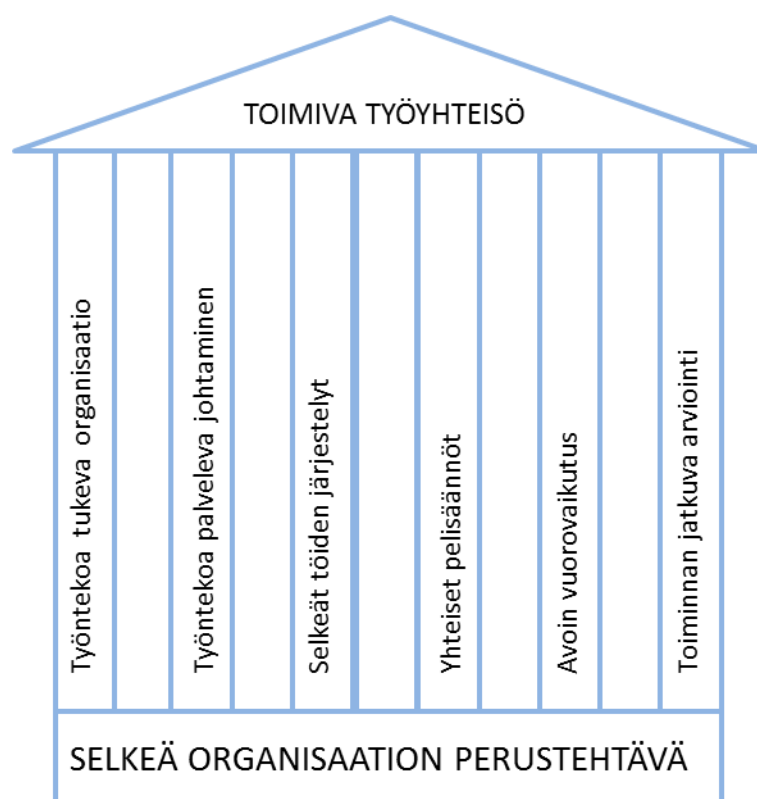 TOIMIVA TYÖYHTEISÖ
Työntekoa tukeva organisaatio
Työntekoa palveleva johtaminen
Selkeät töiden järjestelyt
Yhteiset pelisäännöt
Avoin vuorovaikutus
Toiminnan jatkuva arviointi
SELKEÄ ORGANISAATION PERUSTEHTÄVÄ